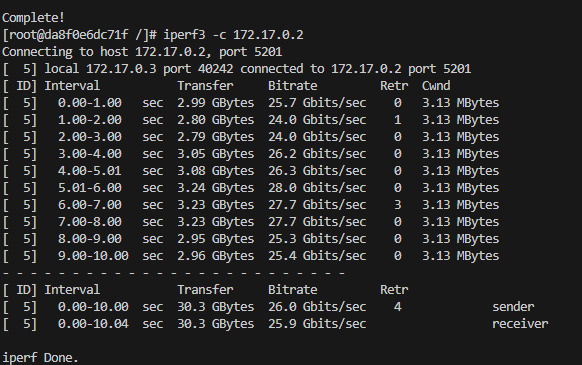 Complete!
[root@da8f0e6dc71f /]# iperf3 -c 172.17.0.2
Connecting to host 172.17.0.2, port 5201
[  5] local 172.17.0.3 port 40242 connected to 172.17.0.2 port 5201
[ ID] Interval           Transfer     Bitrate         Retr  Cwnd
[  5]   0.00-1.00   sec  2.99 GBytes  25.7 Gbits/sec    0   3.13 MBytes
[  5]   1.00-2.00   sec  2.80 GBytes  24.0 Gbits/sec    1   3.13 MBytes
[  5]   2.00-3.00   sec  2.79 GBytes  24.0 Gbits/sec    0   3.13 MBytes
[  5]   3.00-4.00   sec  3.05 GBytes  26.2 Gbits/sec    0   3.13 MBytes
[  5]   4.00-5.01   sec  3.08 GBytes  26.3 Gbits/sec    0   3.13 MBytes
[  5]   5.01-6.00   sec  3.24 GBytes  28.0 Gbits/sec    0   3.13 MBytes
[  5]   6.00-7.00   sec  3.23 GBytes  27.7 Gbits/sec    3   3.13 MBytes
[  5]   7.00-8.00   sec  3.23 GBytes  27.7 Gbits/sec    0   3.13 MBytes
[  5]   8.00-9.00   sec  2.95 GBytes  25.3 Gbits/sec    0   3.13 MBytes
[  5]   9.00-10.00  sec  2.96 GBytes  25.4 Gbits/sec    0   3.13 MBytes
- - - - - - - - - - - - - - - - - - - - - - - - -
[ ID] Interval           Transfer     Bitrate         Retr
[  5]   0.00-10.00  sec  30.3 GBytes  26.0 Gbits/sec    4             sender
[  5]   0.00-10.04  sec  30.3 GBytes  25.9 Gbits/sec                  receiver

iperf Done.